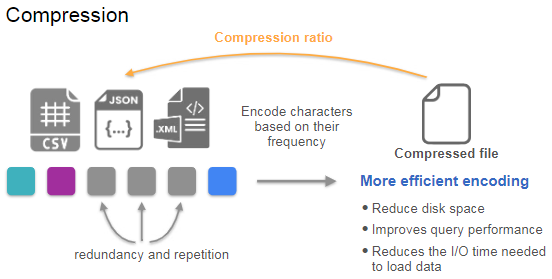 Compression
Compression ratio
CSV
JSON
{...}
</>
.XML
Encode characters
based on their
frequency
Compressed file
More efficient encoding
• Reduce disk space
• Improves query performance
• Reduces the I/O time needed
to load data
redundancy and repetition